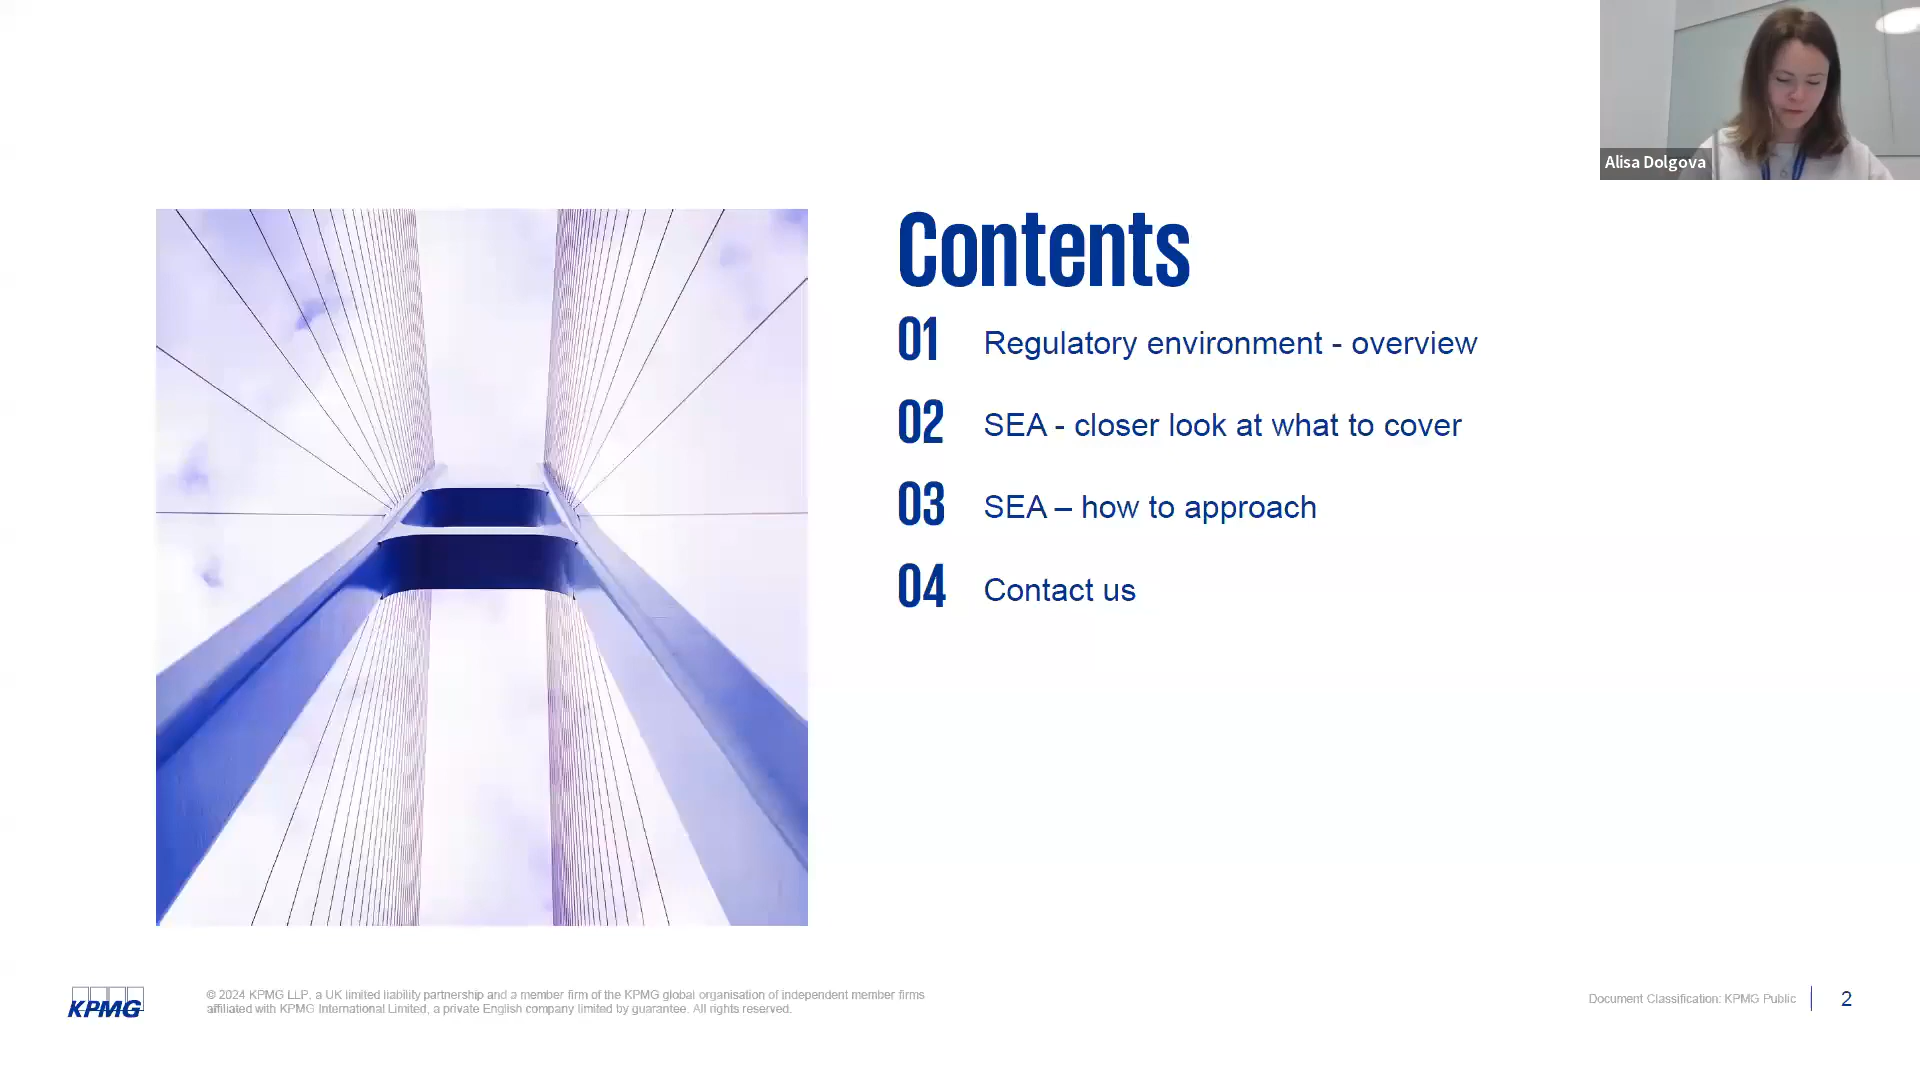 Alisa Dolgova
Contents
01 Regulatory environment - overview
02 SEA - closer look at what to cover
03 SEA – how to approach
04 Contact us
KPMG
© 2024 KPMG LLP, a UK limited liability partnership and a member firm of the KPMG global organisation of independent member firms
affiliated with KPMG International Limited, a private English company limited by guarantee. All rights reserved.
Document Classification: KPMG Public
2